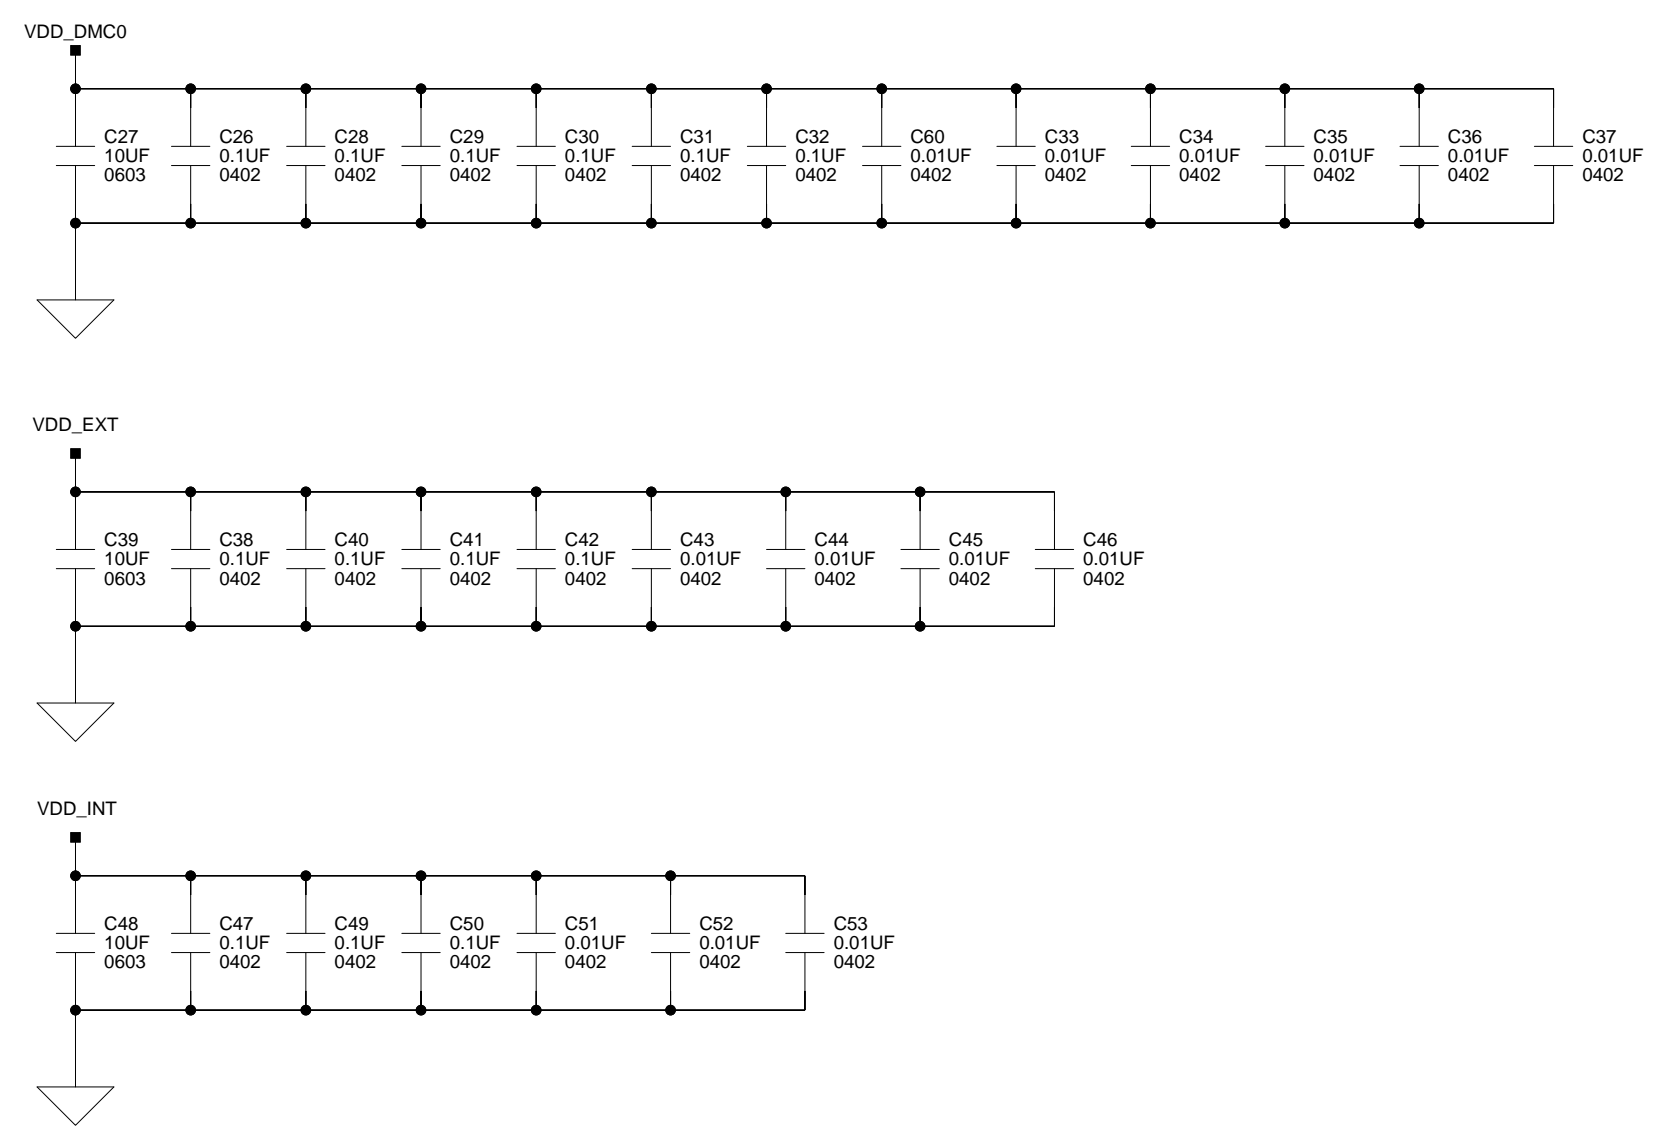 VDD_DMC0
C27
10UF
0603
C26
0.1UF
0402
C28
0.1UF
0402
C29
0.1UF
0402
C30
0.1UF
0402
C31
0.1UF
0402
C32
0.1UF
0402
C60
0.01UF
0402
C33
0.01UF
0402
C34
0.01UF
0402
C35
0.01UF
0402
C36
0.01UF
0402
C37
0.01UF
0402
VDD_EXT
C39
10UF
0603
C38
0.1UF
0402
C40
0.1UF
0402
C41
0.1UF
0402
C42
0.1UF
0402
C43
0.01UF
0402
C44
0.01UF
0402
C45
0.01UF
0402
C46
0.01UF
0402
VDD_INT
C48
10UF
0603
C47
0.1UF
0402
C49
0.1UF
0402
C50
0.1UF
0402
C51
0.01UF
0402
C52
0.01UF
0402
C53
0.01UF
0402